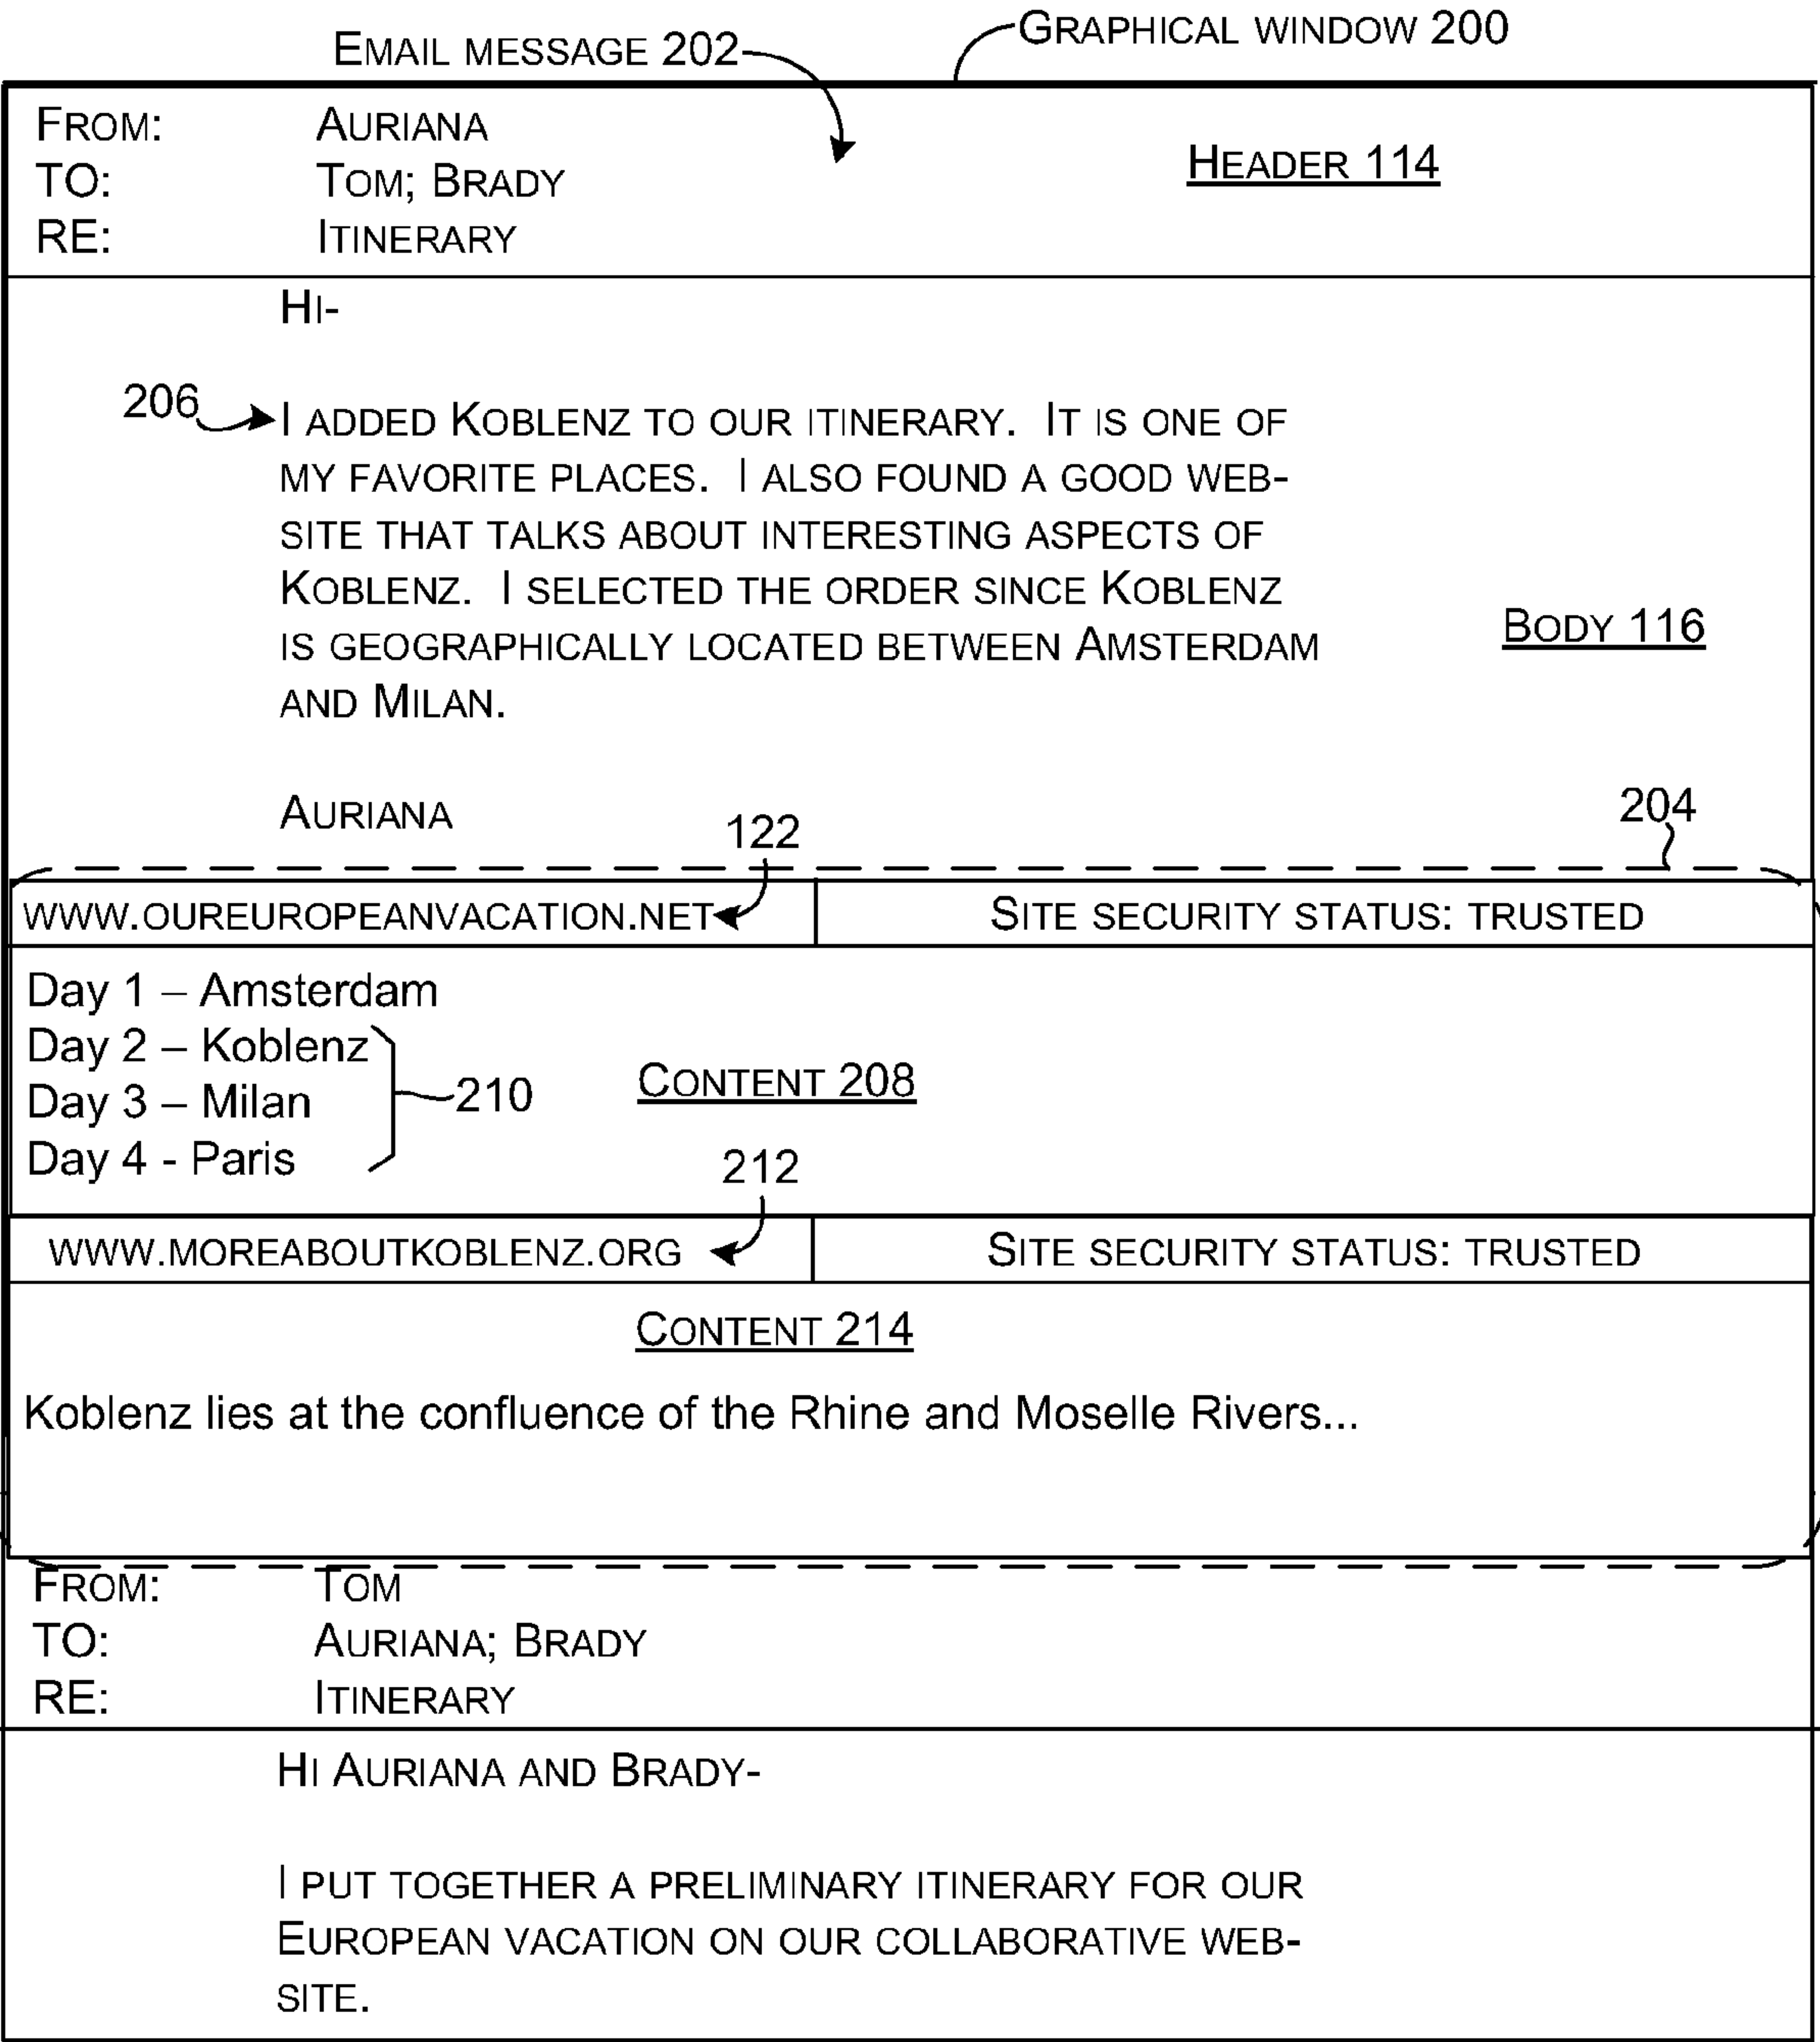 EMAIL MESSAGE 202
GRAPHICAL WINDOW 200
FROM: AURIANA
TO: TOM; BRADY
RE: ITINERARY
HEADER 114
HI-
206
I ADDED KOBLENZ TO OUR ITINERARY. IT IS ONE OF
MY FAVORITE PLACES. I ALSO FOUND A GOOD WEB-
SITE THAT TALKS ABOUT INTERESTING ASPECTS OF
KOBLENZ. I SELECTED THE ORDER SINCE KOBLENZ
IS GEOGRAPHICALLY LOCATED BETWEEN AMSTERDAM
AND MILAN.
BODY 116
AURIANA
122
204
WWW.OUREUROPEANVACATION.NET
SITE SECURITY STATUS: TRUSTED
Day 1 – Amsterdam
Day 2 – Koblenz
Day 3 – Milan
Day 4 - Paris
210
CONTENT 208
212
WWW.MOREABOUTKOBLENZ.ORG
SITE SECURITY STATUS: TRUSTED
CONTENT 214
Koblenz lies at the confluence of the Rhine and Moselle Rivers...
FROM: TOM
TO: AURIANA; BRADY
RE: ITINERARY
HI AURIANA AND BRADY-
I PUT TOGETHER A PRELIMINARY ITINERARY FOR OUR
EUROPEAN VACATION ON OUR COLLABORATIVE WEB-
SITE.